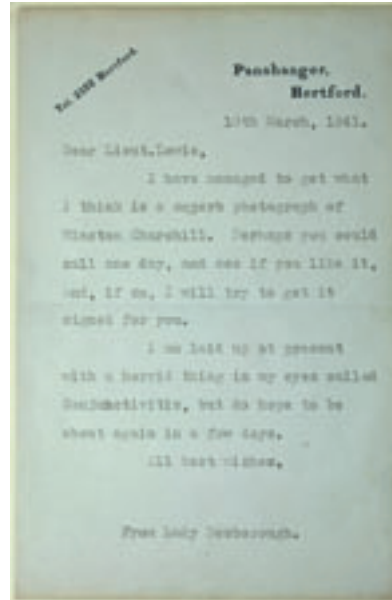 Tel. Hertford.
Panshanger,
Hertford.
March, 1941.
Dear Lieut. Lewis,
I have managed to get what
I think is a superb photograph of
Winston Churchill. Perhaps you would
call one day, and see if you like it,
and, if so, I will try to get it
signed for you.
I am laid up at present
with a horrid thing in my eyes called
Conjunctivitis, but do hope to be
about again in a few days.
All best wishes,
From Lady Desborough.